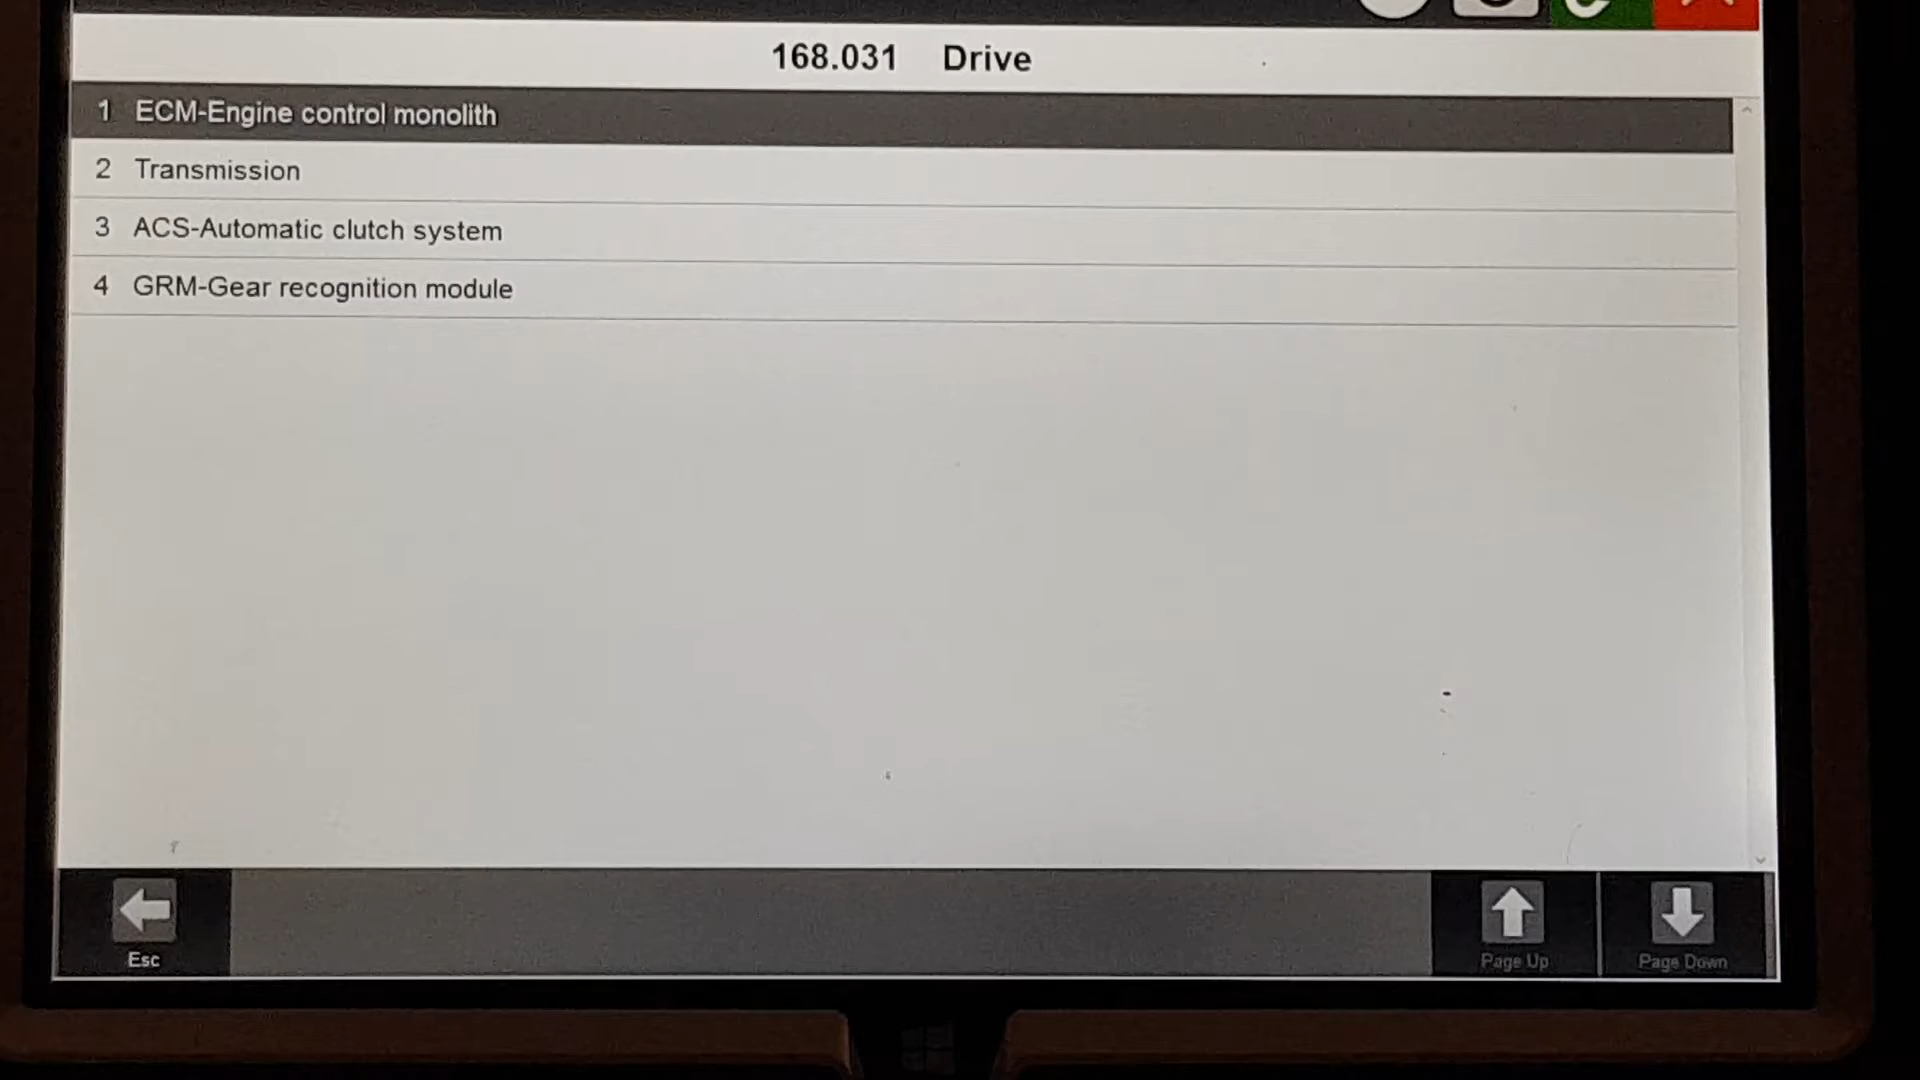 168.031 Drive
1 ECM-Engine control monolith
2 Transmission
3 ACS-Automatic clutch system
4 GRM-Gear recognition module
Esc
Page Up
Page Down